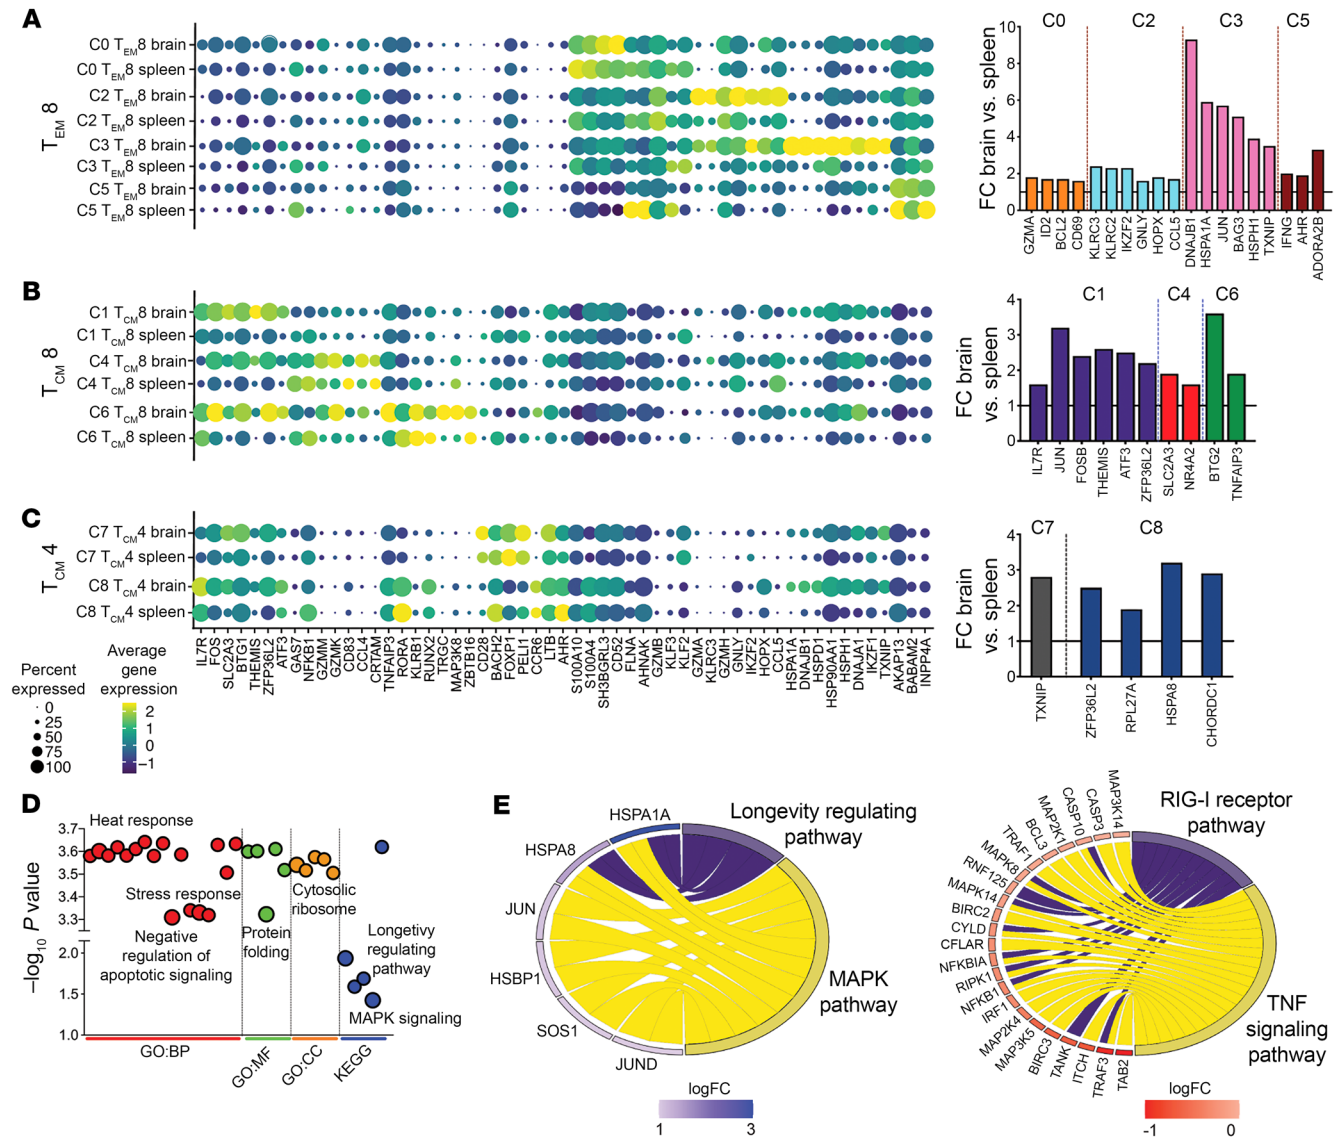 A
T EM 8
C0 TEM8 brain
C0 TEM8 spleen
C2 TEM8 brain
C2 TEM8 spleen
C3 TEM8 brain
C3 TEM8 spleen
C5 TEM8 brain
C5 TEM8 spleen
FC brain vs. spleen
10
8
6
4
2
0
C0 C2 C3 C5
GZMA ID2 BCL2 CD69 KLRC3 KLRC2 IKZF2 GNLY HOPX CCL5 DNAJB1 HSPA1A JUN BAG3 HSPH1 TXNIP IFNG AHR ADORA2B
B
TCM 8
C1 TCM8 brain
C1 TCM8 spleen
C4 TCM8 brain
C4 TCM8 spleen
C6 TCM8 brain
C6 TCM8 spleen
FC brain
vs. spleen
4
3
2
1
0
C1 C4 C6
IL7R JUN FOSB THEMIS ATF3 ZFP36L2 SLC2A3 NR4A2 BTG2 TNFAIP3
C
TCM 4
C7 TCM4 brain
C7 TCM4 spleen
C8 TCM4 brain
C8 TCM4 spleen
IL7R FOS SLC2A3 BTG1 THEMIS ZFP36L2 ATF3 GAS7 NFKB1 GZMM GZMK CD83 CCL4 CRTAM TNFAIP3 RORA KLRB1 RUNX2 TRGC MAP3K8 ZBTB16 CD28 BACH2 FOXP1 PELI1 CCR6 LTB AHR S100A10 S100A4 SH3BGRL3 CD52 FLNA AHNAK GZMB KLF3 KLF2 GZMA KLRC3 GZMH GNLY IKZF2 HOPX CCL5 HSPA1A DNAJB1 HSPD1 HSP90AA1 HSPH1 DNAJA1 IKZF1 TXNIP AKAP13 BABAM2 INPP4A
Percent
expressed
0
25
50
75
100
Average
gene
expression
2
1
0
−1
FC brain
vs. spleen
4
3
2
1
0
C7 C8
TXNIP ZFP36L2 RPL27A HSPA8 CHORDC1
D
–log10 P value
3.7
3.6
3.5
3.4
3.3
2.0
1.5
1.0
Heat response
Stress response
Negative
regulation of
apoptotic signaling
Protein
folding
Cytosolic
ribosome
Longetivy
regulating
pathway
MAPK signaling
GO:BP
GO:MF
GO:CC
KEGG
E
HSPA1A
HSPA8
JUN
HSBP1
SOS1
JUND
Longevity regulating
pathway
MAPK
pathway
logFC
1 3
MAP3K14
CASP3
CASP10
MAP2K1
BCL3
TRAF1
MAPK8
RNF125
MAPK14
BIRC2
CYLD
CFLAR
NFKBIA
RIPK1
NFKB1
IRF1
MAP2K4
MAP3K5
BIRC3
TANK
ITCH
TRAF3
TAB2
RIG-I receptor
pathway
TNF
signaling
pathway
logFC
-1 0